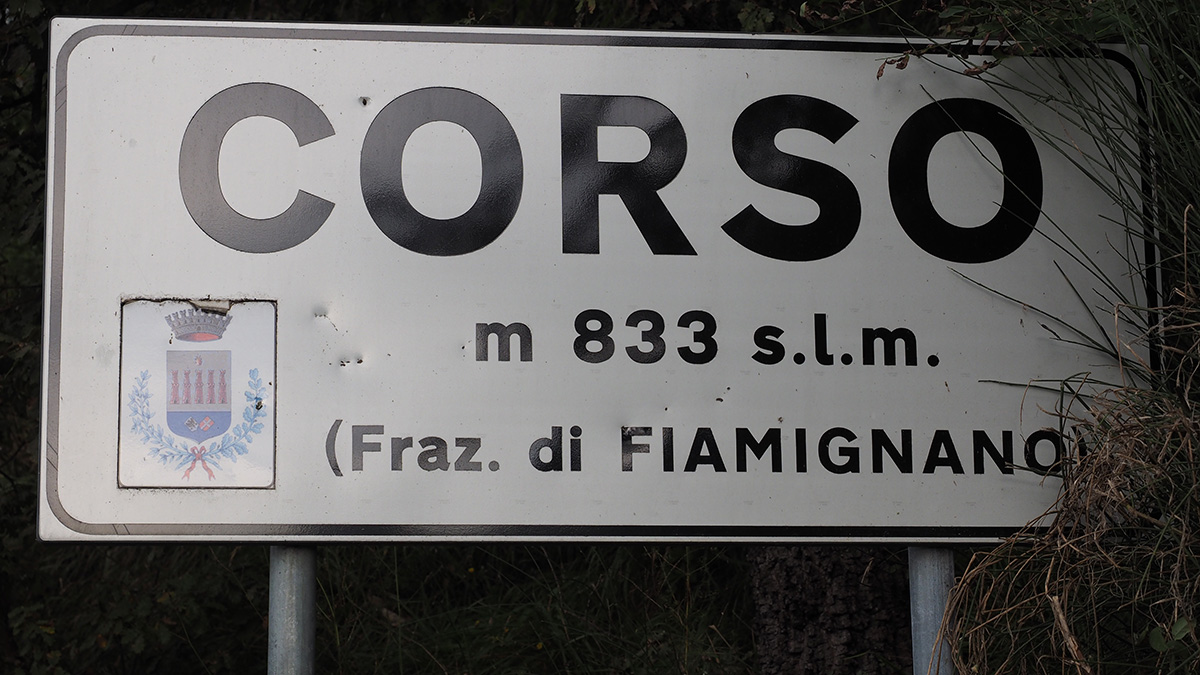 CORSO
m 833 s.l.m.
(Fraz. di FIAMIGNANO)